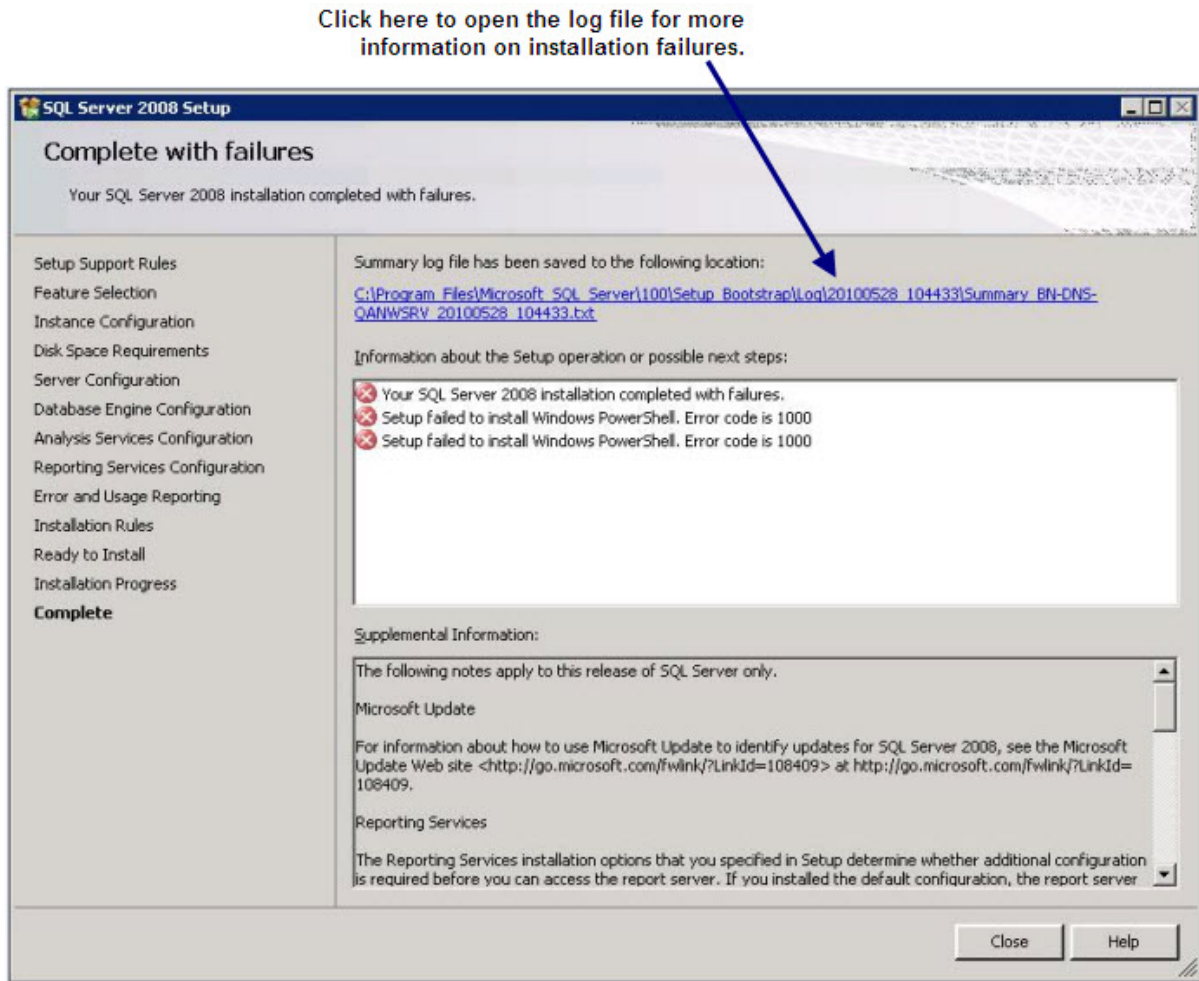 Click here to open the log file for more
information on installation failures.
SQL Server 2008 Setup
Complete with failures
Your SQL Server 2008 installation completed with failures.
Setup Support Rules
Feature Selection
Instance Configuration
Disk Space Requirements
Server Configuration
Database Engine Configuration
Analysis Services Configuration
Reporting Services Configuration
Error and Usage Reporting
Installation Rules
Ready to Install
Installation Progress
Complete
Summary log file has been saved to the following location:
C:\Program Files\Microsoft SQL Server\100\Setup Bootstrap\Log\20100528_104433\Summary_BN-DNS-
QANWSRV_20100528_104433.txt
Information about the Setup operation or possible next steps:
Your SQL Server 2008 installation completed with failures.
Setup failed to install Windows PowerShell. Error code is 1000
Setup failed to install Windows PowerShell. Error code is 1000
Supplemental Information:
The following notes apply to this release of SQL Server only.
Microsoft Update
For information about how to use Microsoft Update to identify updates for SQL Server 2008, see the Microsoft
Update Web site <http://go.microsoft.com/fwlink/?LinkId=108409> at http://go.microsoft.com/fwlink/?LinkId=
108409.
Reporting Services
The Reporting Services installation options that you specified in Setup determine whether additional configuration
is required before you can access the report server. If you installed the default configuration, the report server
Close
Help